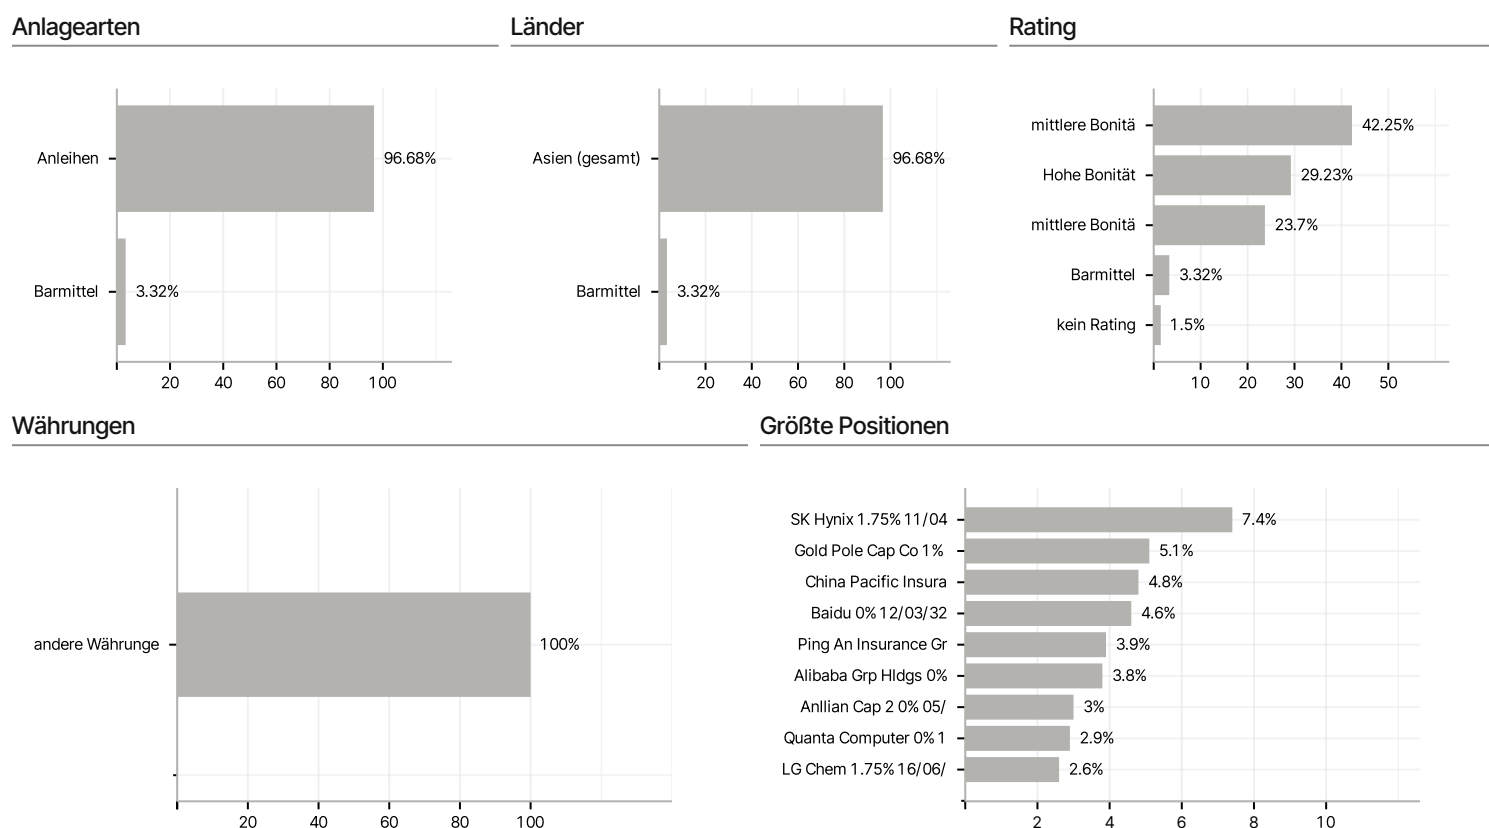 Anlagearten
Anleihen
96.68%
Barmittel
3.32%
20 40 60 80 100
Länder
Asien (gesamt)
96.68%
Barmittel
3.32%
20 40 60 80 100
Rating
mittlere Bonitä
42.25%
Hohe Bonität
29.23%
mittlere Bonitä
23.7%
Barmittel
3.32%
kein Rating
1.5%
10 20 30 40 50
Währungen
andere Währunge
100%
20 40 60 80 100
Größte Positionen
SK Hynix 1.75% 11/04
7.4%
Gold Pole Cap Co 1%
5.1%
China Pacific Insura
4.8%
Baidu 0% 12/03/32
4.6%
Ping An Insurance Gr
3.9%
Alibaba Grp Hldgs 0%
3.8%
Anllian Cap 2 0% 05/
3%
Quanta Computer 0% 1
2.9%
LG Chem 1.75% 16/06/
2.6%
2 4 6 8 10